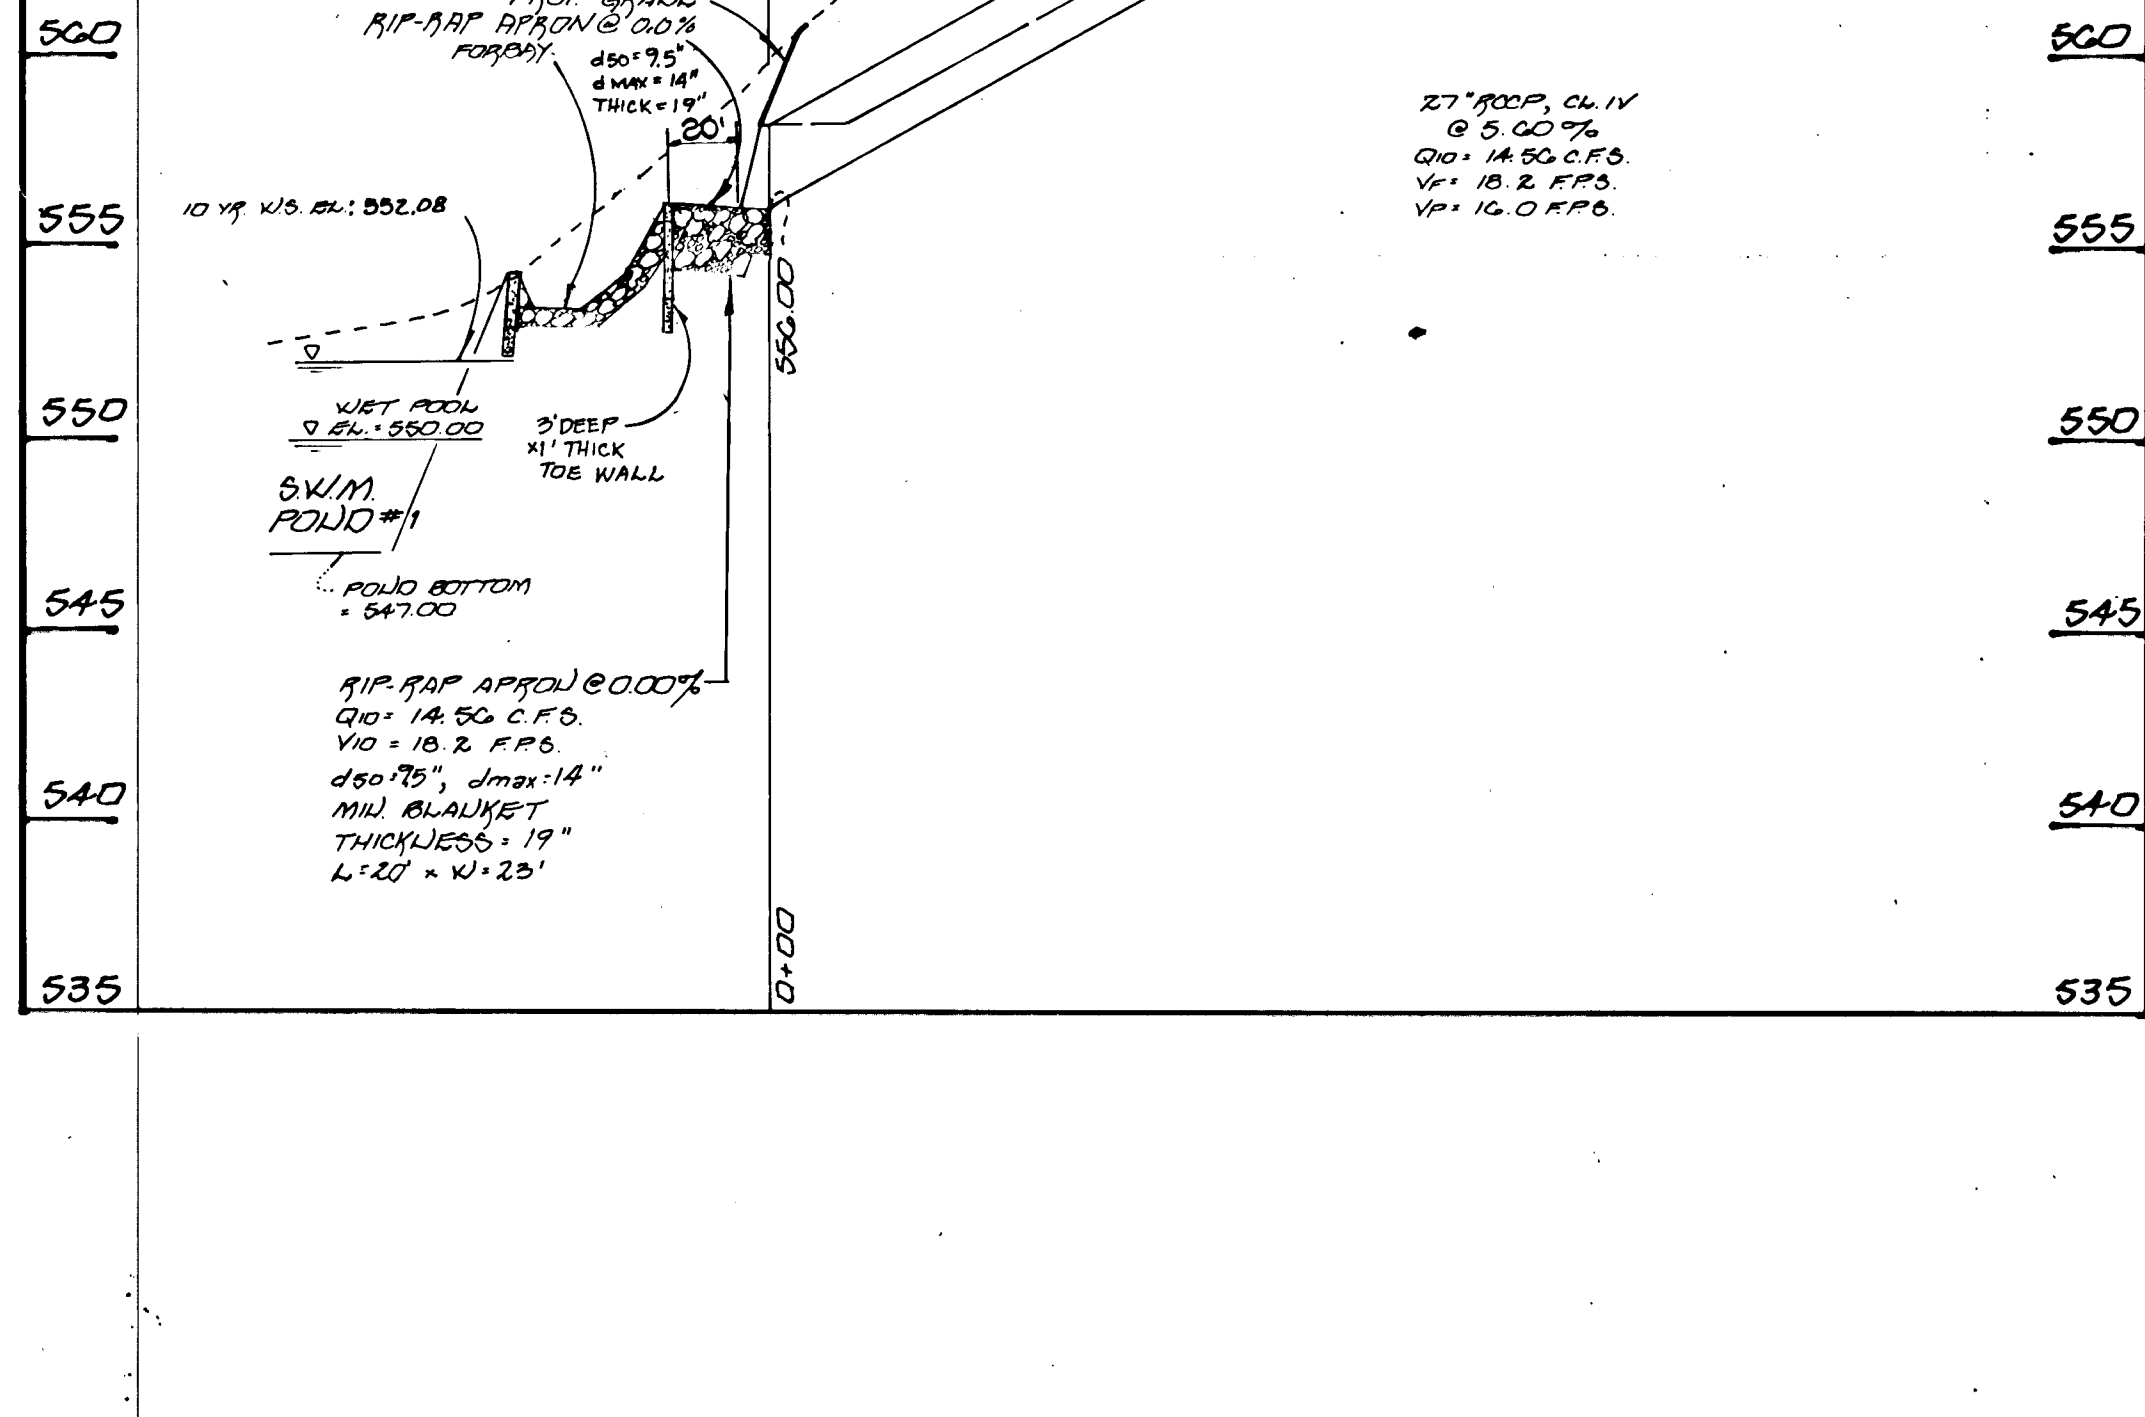 560
RIP-RAP APRON @ 0.0%
FORBAY.
d50=9.5"
d MAX = 14"
THICK = 19"
20'
560
27" RCCP, CL. IV
@ 5.60%
Q10= 14.56 C.F.S.
VF= 18.2 F.P.S.
VP= 16.0 F.P.S.
10 YR. W.S. EL: 552.08
555
555
556.00
WET POOL
EL. = 550.00
550
550
3' DEEP
x1' THICK
TOE WALL
S.W.M.
POND #1
POND BOTTOM
= 547.00
545
545
RIP-RAP APRON @ 0.00%
Q10= 14.56 C.F.S.
V10 = 18.2 F.P.S.
d50=9.5", dmax=14"
MIN. BLANKET
THICKNESS = 19"
L=20' x W=23'
540
540
0+00
535
535